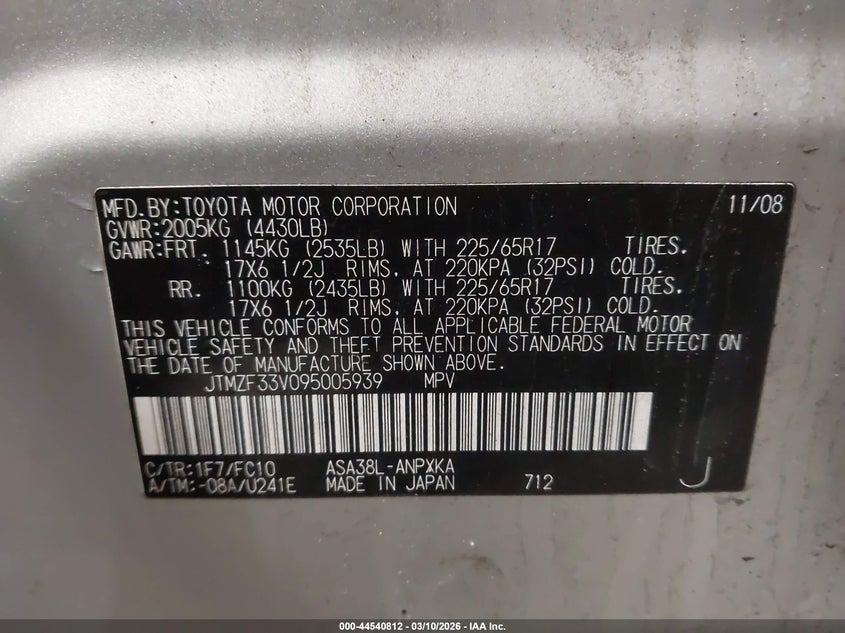 MFD.BY:TOYOTA MOTOR CORPORATION 11/08
GVWR:2005KG (4430LB)
GAWR:FRT. 1145KG (2535LB) WITH 225/65R17 TIRES.
17X6 1/2J RIMS, AT 220KPA (32PSI) COLD.
RR. 1100KG (2435LB) WITH 225/65R17 TIRES.
17X6 1/2J RIMS, AT 220KPA (32PSI) COLD.
THIS VEHICLE CONFORMS TO ALL APPLICABLE FEDERAL MOTOR
VEHICLE SAFETY AND THEFT PREVENTION STANDARDS IN EFFECT ON
THE DATE OF MANUFACTURE SHOWN ABOVE.
JTMZF33V095005939 MPV
C/TR:1F7/FC10 ASA38L-ANPXKA
A/TM:-08A/U241E MADE IN JAPAN 712 J
000-44540812 - 03/10/2026 - IAA Inc.